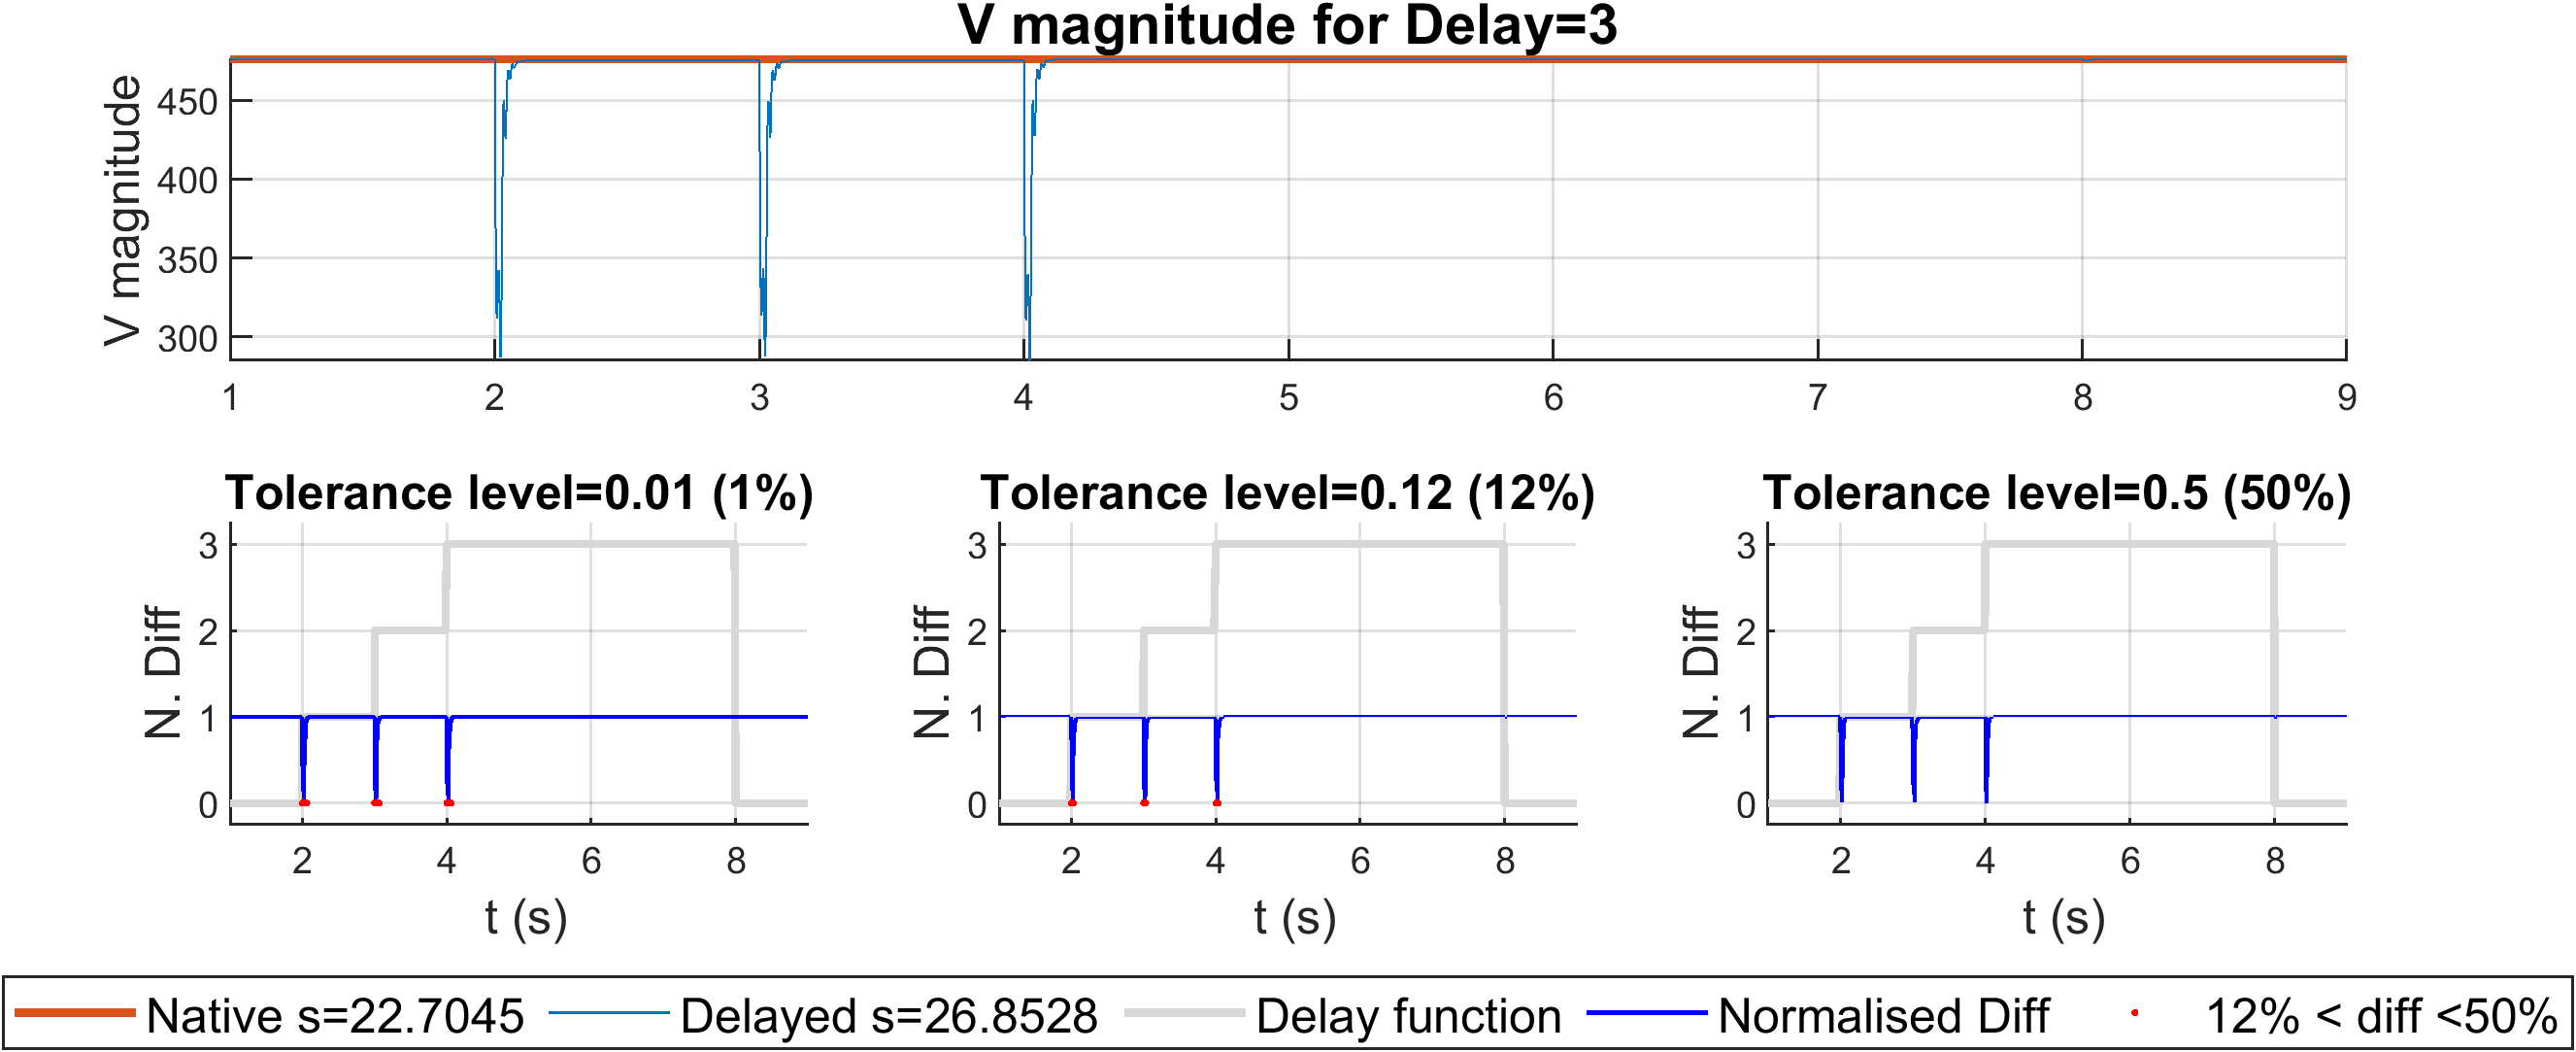 V magnitude for Delay=3
V magnitude
450
400
350
300
1 2 3 4 5 6 7 8 9
Tolerance level=0.01 (1%)
N. Diff
3
2
1
0
2 4 6 8
t (s)
Tolerance level=0.12 (12%)
N. Diff
3
2
1
0
2 4 6 8
t (s)
Tolerance level=0.5 (50%)
N. Diff
3
2
1
0
2 4 6 8
t (s)
Native s=22.7045 Delayed s=26.8528 Delay function Normalised Diff 12% < diff <50%